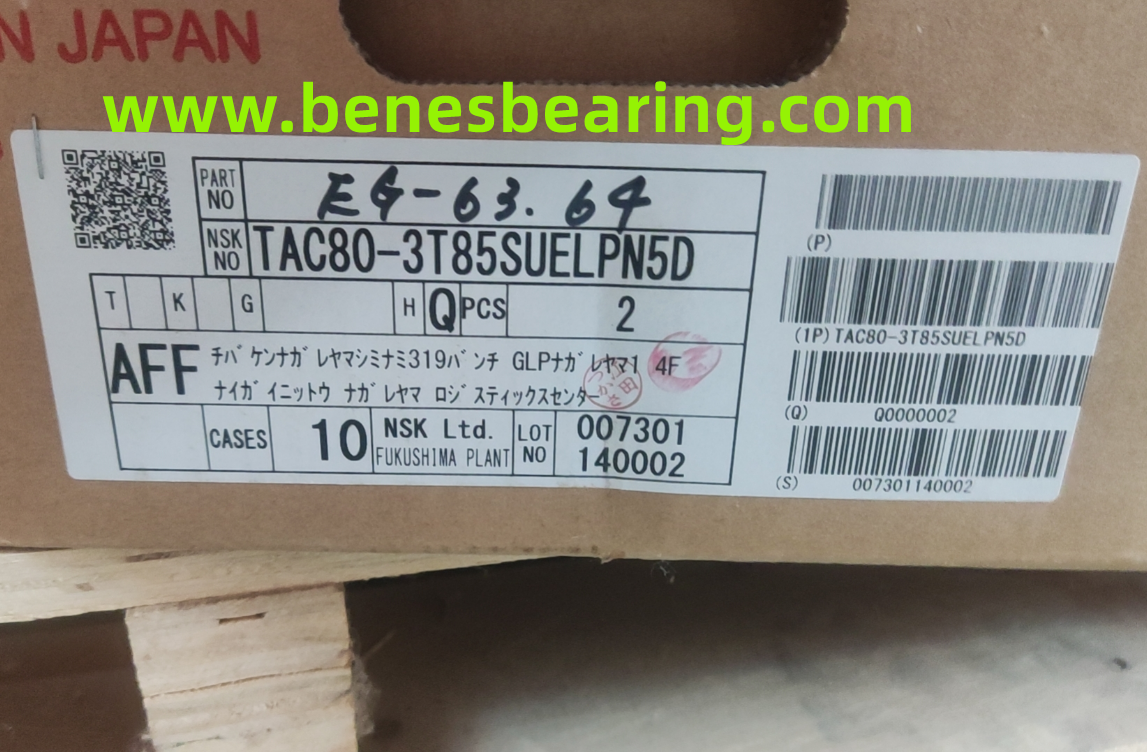 N JAPAN
www.benesbearing.com
PART NO EG-63.64
NSK NO TAC80-3T85SUELPN5D
T K G H Q PCS 2
AFF チバケンナガレヤマシミナミ319バンチ GLPナガレヤマ1 4F
ナイガイニットウ ナガレヤマ ロジスティックスセンター
CASES 10 NSK Ltd. FUKUSHIMA PLANT LOT NO 007301 140002
(P)
(1P) TAC80-3T85SUELPN5D
(Q) Q0000002
(S) 007301140002